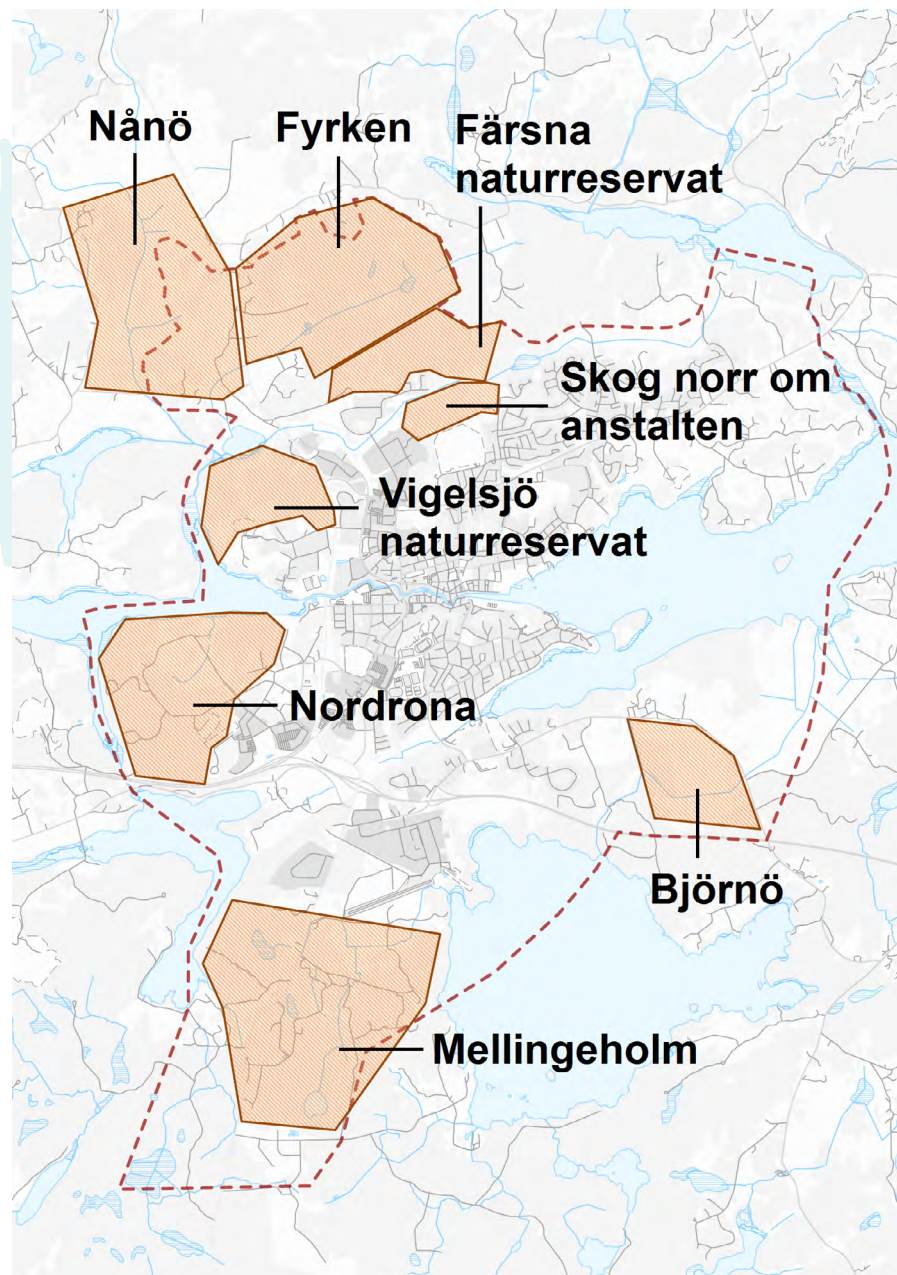 Nånö
Fyrken
Färsna
naturreservat
Skog norr om
anstalten
Vigelsjö
naturreservat
Nordrona
Björnö
Mellingeholm